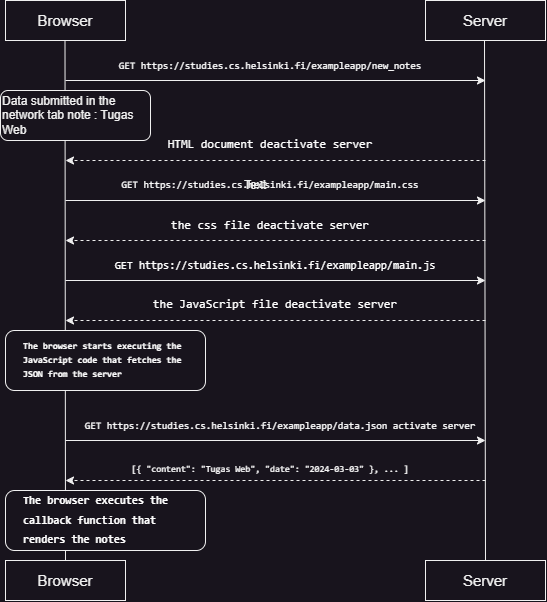 Browser
Server
GET https://studies.cs.helsinki.fi/exampleapp/new_notes
Data submitted in the
network tab note : Tugas
Web
HTML document deactivate server
GET https://studies.cs.helsinki.fi/exampleapp/main.css
Text
the css file deactivate server
GET https://studies.cs.helsinki.fi/exampleapp/main.js
the JavaScript file deactivate server
The browser starts executing the
JavaScript code that fetches the
JSON from the server
GET https://studies.cs.helsinki.fi/exampleapp/data.json activate server
[{ "content": "Tugas Web", "date": "2024-03-03" }, ... ]
The browser executes the
callback function that
renders the notes
Browser
Server